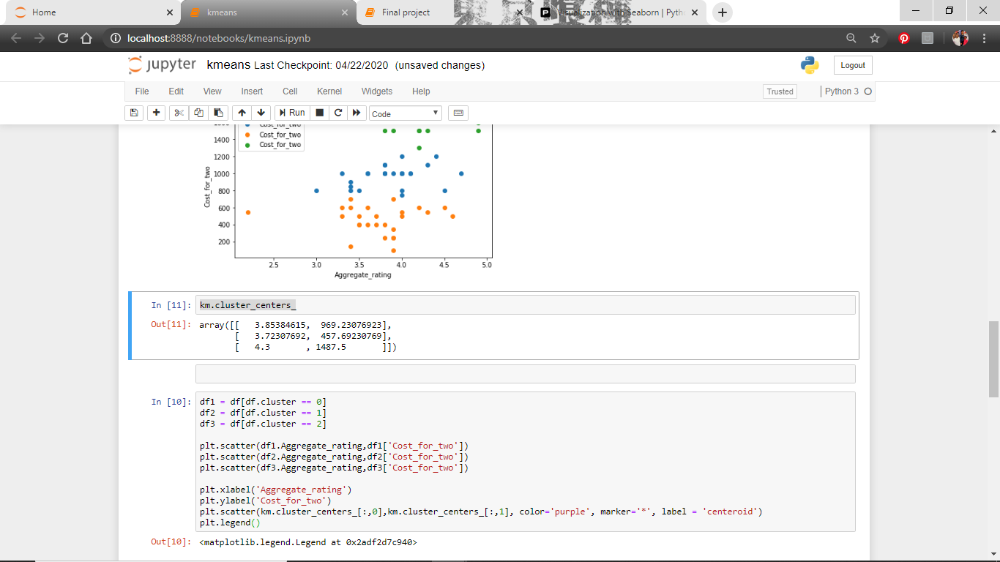 Home
kmeans
Final project
Visualization with Seaborn | Pyth
localhost:8888/notebooks/kmeans.ipynb
jupyter kmeans Last Checkpoint: 04/22/2020 (unsaved changes)
Logout
File Edit View Insert Cell Kernel Widgets Help
Trusted
Python 3
Run
Code
Cost_for_two
Cost_for_two
Cost_for_two
1400
1200
1000
800
600
400
200
Cost_for_two
2.5 3.0 3.5 4.0 4.5 5.0
Aggregate_rating
In [11]: km.cluster_centers_
Out[11]: array([[   3.85384615,  969.23076923],
[   3.72307692,  457.69230769],
[   4.3       , 1487.5       ]])
In [10]: df1 = df[df.cluster == 0]
df2 = df[df.cluster == 1]
df3 = df[df.cluster == 2]
plt.scatter(df1.Aggregate_rating,df1['Cost_for_two'])
plt.scatter(df2.Aggregate_rating,df2['Cost_for_two'])
plt.scatter(df3.Aggregate_rating,df3['Cost_for_two'])
plt.xlabel('Aggregate_rating')
plt.ylabel('Cost_for_two')
plt.scatter(km.cluster_centers_[:,0],km.cluster_centers_[:,1], color='purple', marker='*', label = 'centeroid')
plt.legend()
Out[10]: <matplotlib.legend.Legend at 0x2adf2d7c940>